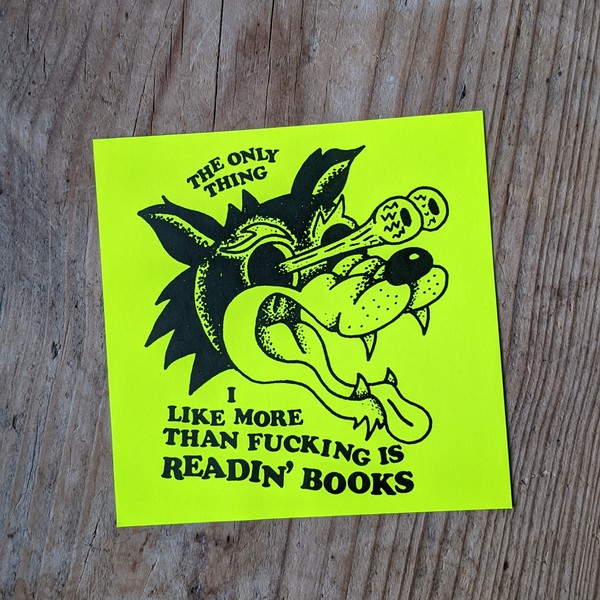 THE ONLY
THING
I
LIKE MORE
THAN FUCKING IS
READIN' BOOKS